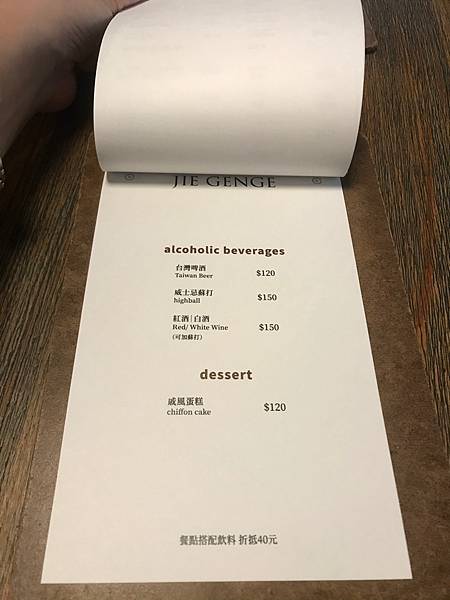 JIE GENGE
alcoholic beverages
台灣啤酒
Taiwan Beer $120
威士忌蘇打
highball $150
紅酒|白酒
Red/ White Wine $150
(可加蘇打)
dessert
戚風蛋糕
chiffon cake $120
餐點搭配飲料 折抵40元